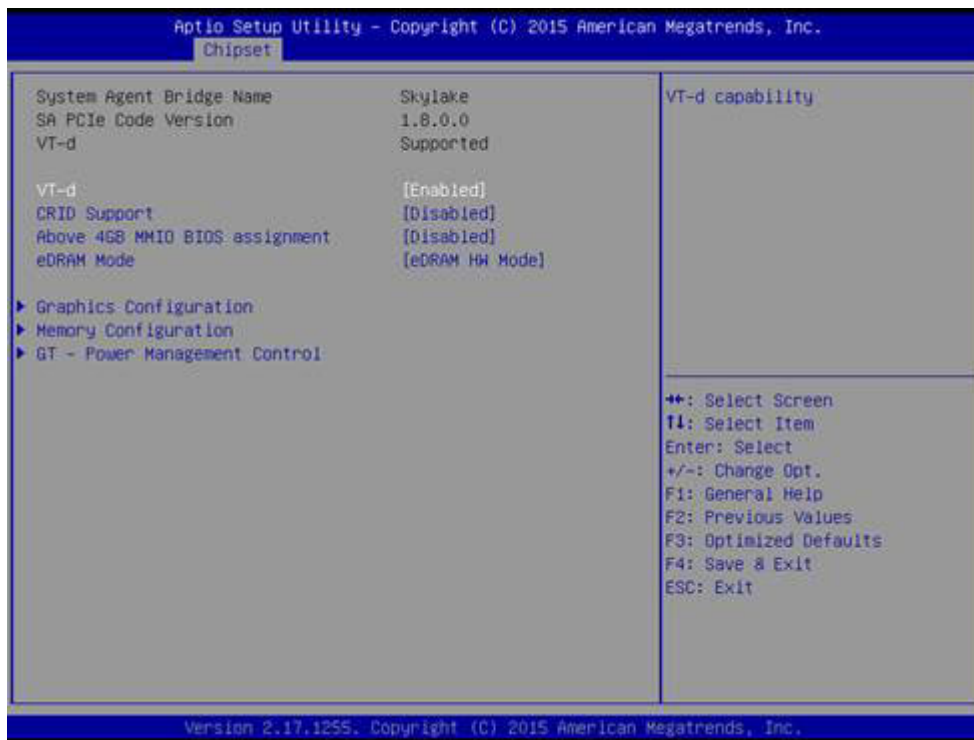 Aptio Setup Utility – Copyright (C) 2015 American Megatrends, Inc.
Chipset
System Agent Bridge Name Skylake
SA PCIe Code Version 1.8.0.0
VT-d Supported
VT-d [Enabled]
CRID Support [Disabled]
Above 4GB MMIO BIOS assignment [Disabled]
eDRAM Mode [eDRAM HW Mode]
Graphics Configuration
Memory Configuration
GT - Power Management Control
VT-d capability
→←: Select Screen
↑↓: Select Item
Enter: Select
+/-: Change Opt.
F1: General Help
F2: Previous Values
F3: Optimized Defaults
F4: Save & Exit
ESC: Exit
Version 2.17.1255. Copyright (C) 2015 American Megatrends, Inc.